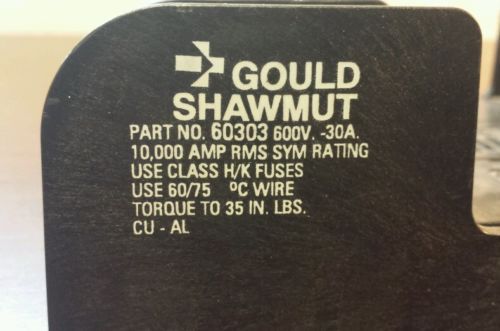 GOULD
SHAWMUT
PART NO. 60303 600V. -30A.
10,000 AMP RMS SYM RATING
USE CLASS H/K FUSES
USE 60/75 ºC WIRE
TORQUE TO 35 IN. LBS.
CU - AL